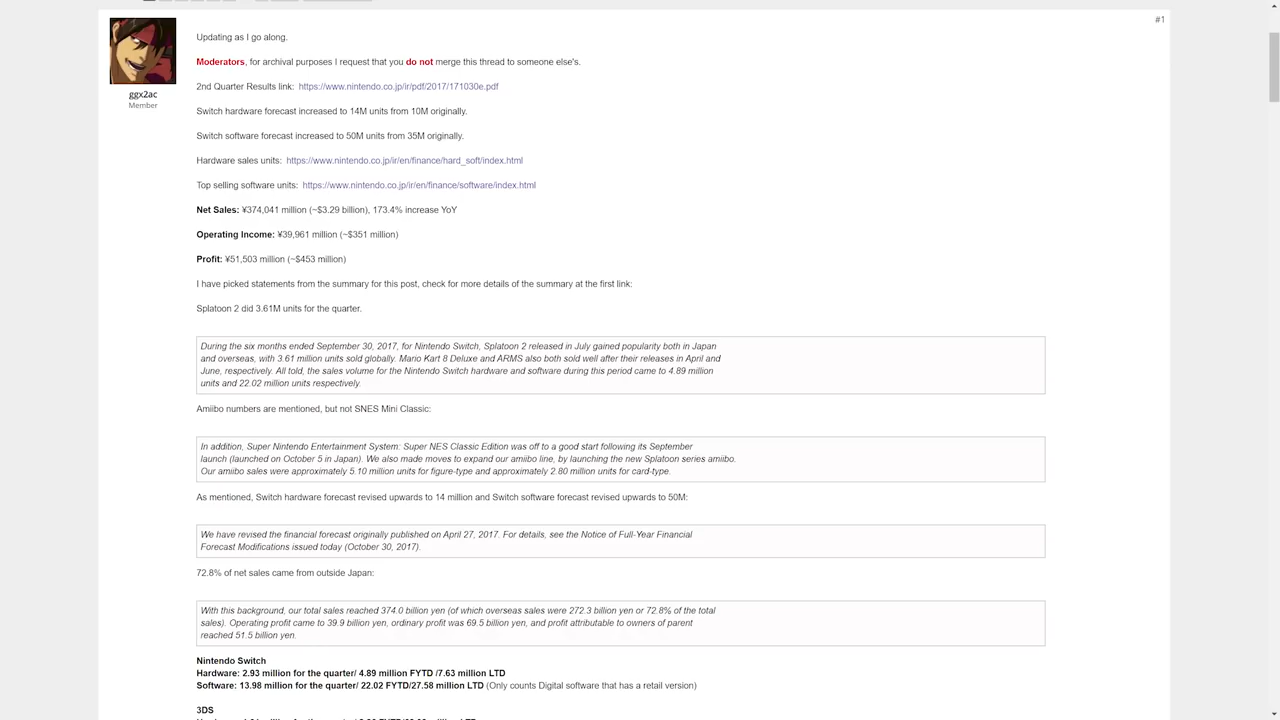 #1
Updating as I go along.
Moderators, for archival purposes I request that you do not merge this thread to someone else's.
ggx2ac
Member
2nd Quarter Results link: https://www.nintendo.co.jp/ir/pdf/2017/171030e.pdf
Switch hardware forecast increased to 14M units from 10M originally.
Switch software forecast increased to 50M units from 35M originally.
Hardware sales units: https://www.nintendo.co.jp/ir/en/finance/hard_soft/index.html
Top selling software units: https://www.nintendo.co.jp/ir/en/finance/software/index.html
Net Sales: ¥374,041 million (~$3.29 billion), 173.4% increase YoY
Operating Income: ¥39,961 million (~$351 million)
Profit: ¥51,503 million (~$453 million)
I have picked statements from the summary for this post, check for more details of the summary at the first link:
Splatoon 2 did 3.61M units for the quarter.
During the six months ended September 30, 2017, for Nintendo Switch, Splatoon 2 released in July gained popularity both in Japan
and overseas, with 3.61 million units sold globally. Mario Kart 8 Deluxe and ARMS also both sold well after their releases in April and
June, respectively. All told, the sales volume for the Nintendo Switch hardware and software during this period came to 4.89 million
units and 22.02 million units respectively.
Amiibo numbers are mentioned, but not SNES Mini Classic:
In addition, Super Nintendo Entertainment System: Super NES Classic Edition was off to a good start following its September
launch (launched on October 5 in Japan). We also made moves to expand our amiibo line, by launching the new Splatoon series amiibo.
Our amiibo sales were approximately 5.10 million units for figure-type and approximately 2.80 million units for card-type.
As mentioned, Switch hardware forecast revised upwards to 14 million and Switch software forecast revised upwards to 50M:
We have revised the financial forecast originally published on April 27, 2017. For details, see the Notice of Full-Year Financial
Forecast Modifications issued today (October 30, 2017).
72.8% of net sales came from outside Japan:
With this background, our total sales reached 374.0 billion yen (of which overseas sales were 272.3 billion yen or 72.8% of the total
sales). Operating profit came to 39.9 billion yen, ordinary profit was 69.5 billion yen, and profit attributable to owners of parent
reached 51.5 billion yen.
Nintendo Switch
Hardware: 2.93 million for the quarter/ 4.89 million FYTD /7.63 million LTD
Software: 13.98 million for the quarter/ 22.02 FYTD/27.58 million LTD (Only counts Digital software that has a retail version)
3DS